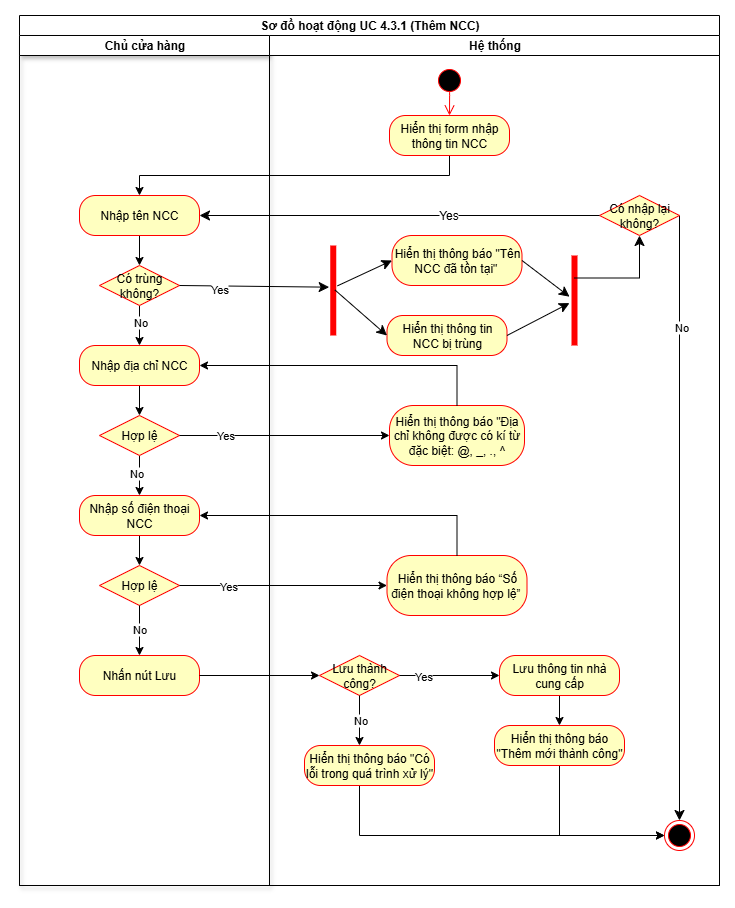 Sơ đồ hoạt động UC 4.3.1 (Thêm NCC)
Chủ cửa hàng
Hệ thống
Hiển thị form nhập
thông tin NCC
Nhập tên NCC
Yes
Có nhập lại
không?
Có trùng
không?
Yes
Hiển thị thông báo "Tên
NCC đã tồn tại"
Hiển thị thông tin
NCC bị trùng
No
No
Nhập địa chỉ NCC
Hợp lệ
Yes
Hiển thị thông báo "Địa
chỉ không được có kí từ
đặc biệt: @, _, ., ^
No
Nhập số điện thoại
NCC
Hợp lệ
Yes
Hiển thị thông báo “Số
điện thoại không hợp lệ”
No
Nhấn nút Lưu
Lưu thành
công?
Yes
Lưu thông tin nhà
cung cấp
No
Hiển thị thông báo "Có
lỗi trong quá trình xử lý"
Hiển thị thông báo
"Thêm mới thành công"